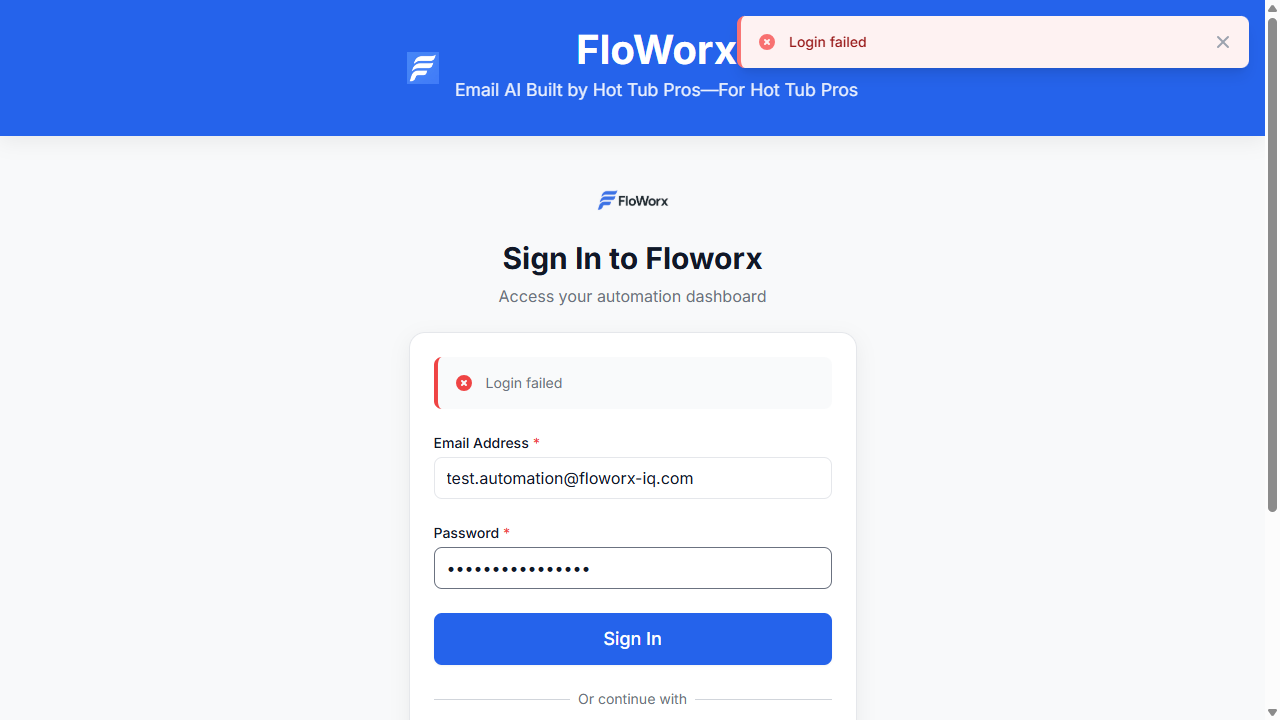 FloWorx
Email AI Built by Hot Tub Pros—For Hot Tub Pros
Login failed
FloWorx
Sign In to Floworx
Access your automation dashboard
Login failed
Email Address *
test.automation@floworx-iq.com
Password *
••••••••••••••••
Sign In
Or continue with